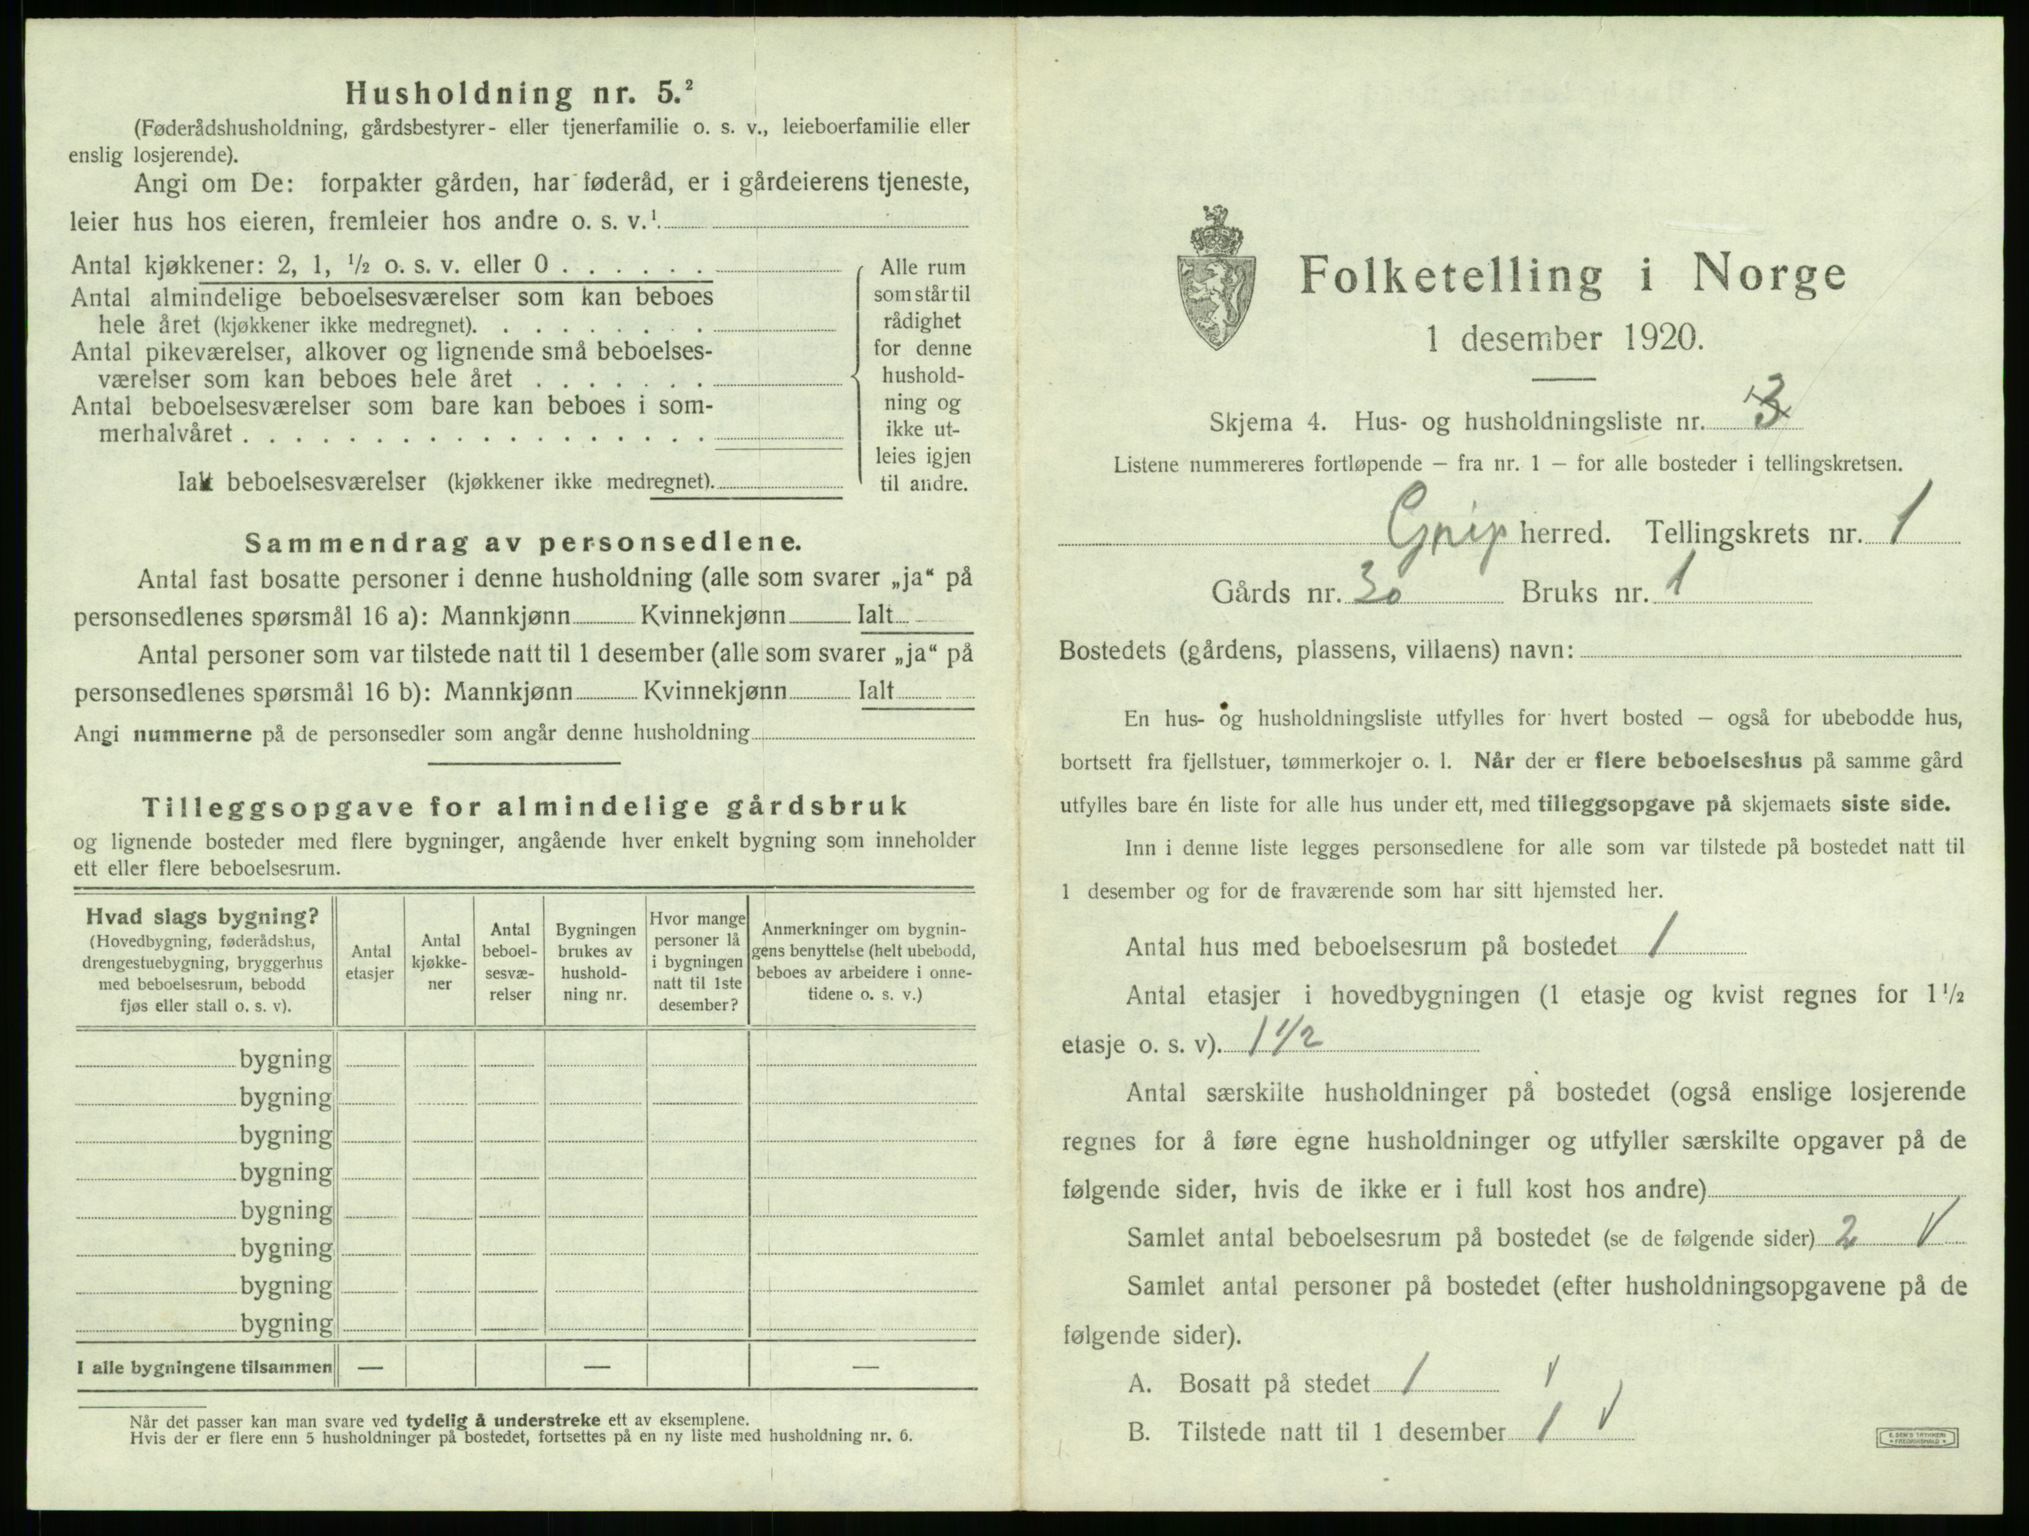 Husholdning nr. 5.²
(Føderådshusholdning, gårdsbestyrer- eller tjenerfamilie o. s. v., leieboerfamilie eller
enslig losjerende).
Angi om De: forpakter gården, har føderåd, er i gårdeierens tjeneste,
leier hus hos eieren, fremleier hos andre o. s. v.¹
Antal kjøkkener: 2, 1, ½ o. s. v. eller 0 . . . . . .
Antal almindelige beboelsesværelser som kan beboes
hele året (kjøkkener ikke medregnet). . . . . . . . .
Antal pikeværelser, alkover og lignende små beboelses-
værelser som kan beboes hele året . . . . . . .
Antal beboelsesværelser som bare kan beboes i som-
merhalvåret . . . . . . . . . . . . . . . . . .
Ialt beboelsesværelser (kjøkkener ikke medregnet).
Alle rum
som står til
rådighet
for denne
hushold-
ning og
ikke ut-
leies igjen
til andre.
Sammendrag av personsedlene.
Antal fast bosatte personer i denne husholdning (alle som svarer „ja“ på
personsedlenes spørsmål 16 a): Mannkjønn Kvinnekjønn Ialt
Antal personer som var tilstede natt til 1 desember (alle som svarer „ja“ på
personsedlenes spørsmål 16 b): Mannkjønn Kvinnekjønn Ialt
Angi nummerne på de personsedler som angår denne husholdning
Tilleggsopgave for almindelige gårdsbruk
og lignende bosteder med flere bygninger, angående hver enkelt bygning som inneholder
ett eller flere beboelsesrum.
Hvad slags bygning?
(Hovedbygning, føderådshus,
drengestuebygning, bryggerhus
med beboelsesrum, bebodd
fjøs eller stall o. s. v).
Antal
etasjer
Antal
kjøkke-
ner
Antal
beboel-
sesvæ-
relser
Bygningen
brukes av
hushold-
ning nr.
Hvor mange
personer lå
i bygningen
natt til 1ste
desember?
Anmerkninger om bygnin-
gens benyttelse (helt ubebodd,
beboes av arbeidere i onne-
tidene o. s. v.)
bygning
bygning
bygning
bygning
bygning
bygning
bygning
bygning
I alle bygningene tilsammen — — —
Når det passer kan man svare ved tydelig å understreke ett av eksemplene.
Hvis der er flere enn 5 husholdninger på bostedet, fortsettes på en ny liste med husholdning nr. 6.
Folketelling i Norge
1 desember 1920.
Skjema 4. Hus- og husholdningsliste nr. 3
Listene nummereres fortløpende — fra nr. 1 — for alle bosteder i tellingskretsen.
Grip herred. Tellingskrets nr. 1
Gårds nr. 30 Bruks nr. 1
Bostedets (gårdens, plassens, villaens) navn:
En hus- og husholdningsliste utfylles for hvert bosted — også for ubebodde hus,
bortsett fra fjellstuer, tømmerkojer o. l. Når der er flere beboelseshus på samme gård
utfylles bare én liste for alle hus under ett, med tilleggsopgave på skjemaets siste side.
Inn i denne liste legges personsedlene for alle som var tilstede på bostedet natt til
1 desember og for de fraværende som har sitt hjemsted her.
Antal hus med beboelsesrum på bostedet 1
Antal etasjer i hovedbygningen (1 etasje og kvist regnes for 1 ½
etasje o. s. v). 1 1/2
Antal særskilte husholdninger på bostedet (også enslige losjerende
regnes for å føre egne husholdninger og utfyller særskilte opgaver på de
følgende sider, hvis de ikke er i full kost hos andre)
Samlet antal beboelsesrum på bostedet (se de følgende sider) 2 √
Samlet antal personer på bostedet (efter husholdningsopgavene på de
følgende sider).
A. Bosatt på stedet 1 √
B. Tilstede natt til 1 desember 1 √